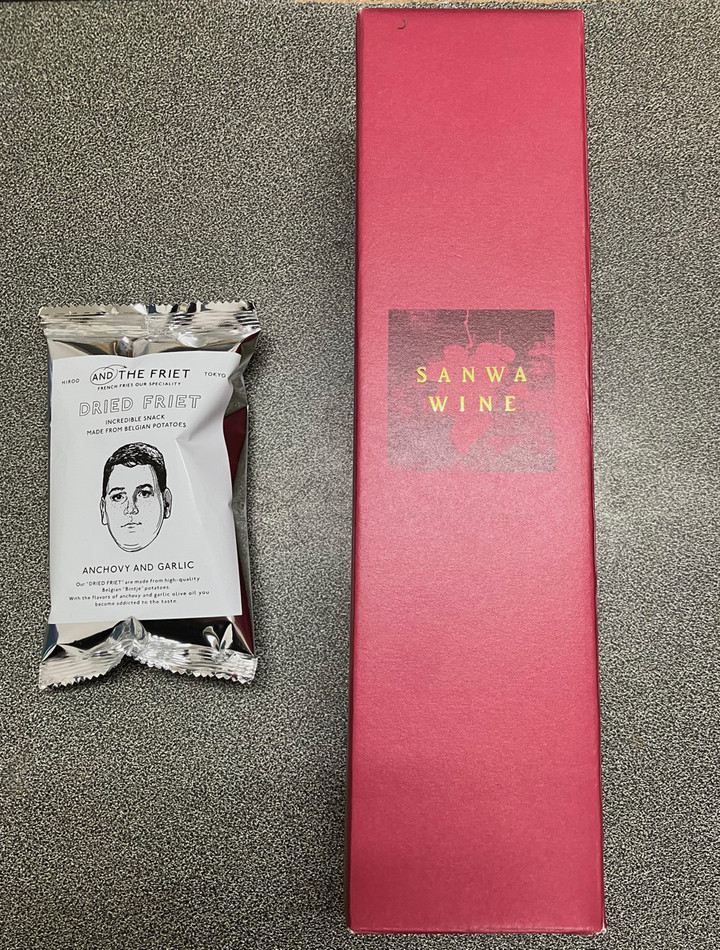 HIROO
AND THE FRIET
TOKYO
FRENCH FRIES OUR SPECIALITY
DRIED FRIET
INCREDIBLE SNACK
MADE FROM BELGIAN POTATOES
ANCHOVY AND GARLIC
Our "DRIED FRIET" are made from high-quality
Belgian "Bintje" potatoes.
With the flavors of anchovy and garlic olive oil you
become addicted to the taste.
SANWA
WINE